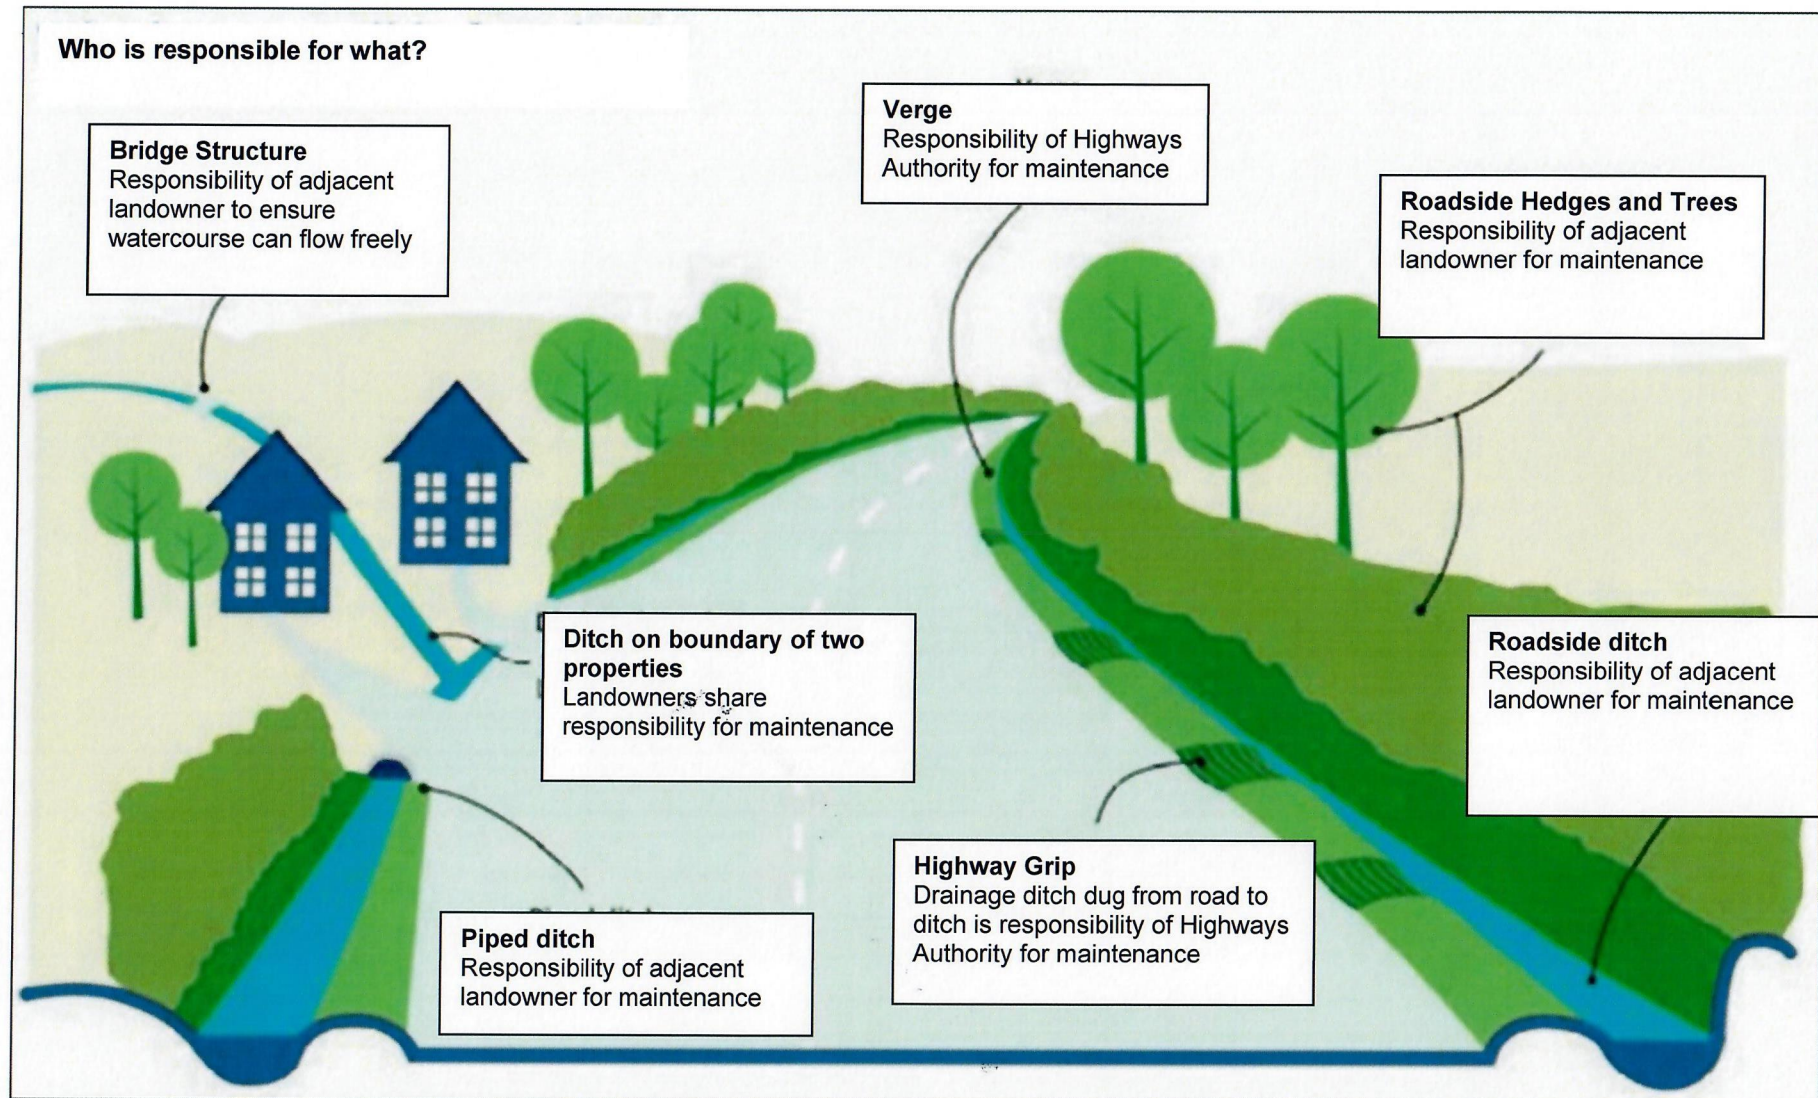 Who is responsible for what?
Bridge Structure
Responsibility of adjacent
landowner to ensure
watercourse can flow freely
Verge
Responsibility of Highways
Authority for maintenance
Roadside Hedges and Trees
Responsibility of adjacent
landowner for maintenance
Ditch on boundary of two
properties
Landowners share
responsibility for maintenance
Roadside ditch
Responsibility of adjacent
landowner for maintenance
Highway Grip
Drainage ditch dug from road to
ditch is responsibility of Highways
Authority for maintenance
Piped ditch
Responsibility of adjacent
landowner for maintenance